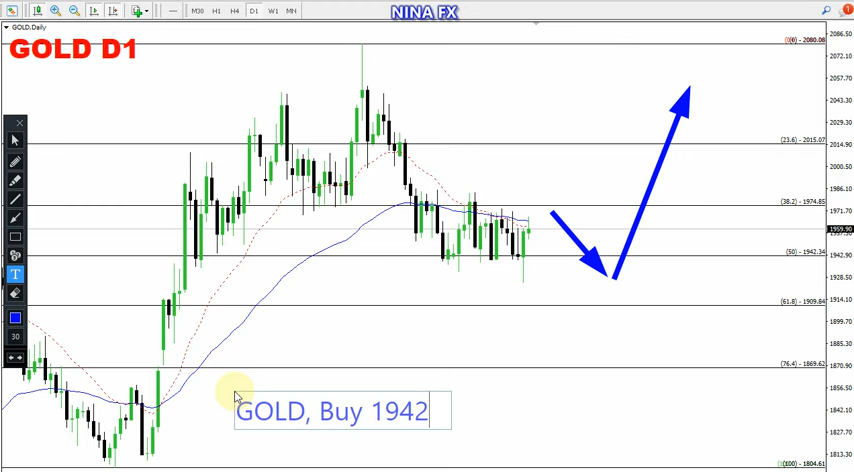 M30 H1 H4 D1 W1 MN
NINA FX
GOLD,Daily
GOLD D1
(0) - 2080.08
2086.50
2072.10
2057.70
2043.30
2029.30
(23.6) - 2015.07
2014.90
2000.50
1986.10
(38.2) - 1974.85
1971.70
1959.90
(50) - 1942.34
1942.90
1928.50
(61.8) - 1909.84
1914.10
1899.70
1885.30
(76.4) - 1869.62
1870.90
1856.50
1842.10
1827.70
1813.30
(100) - 1804.61
T
30
GOLD, Buy 1942